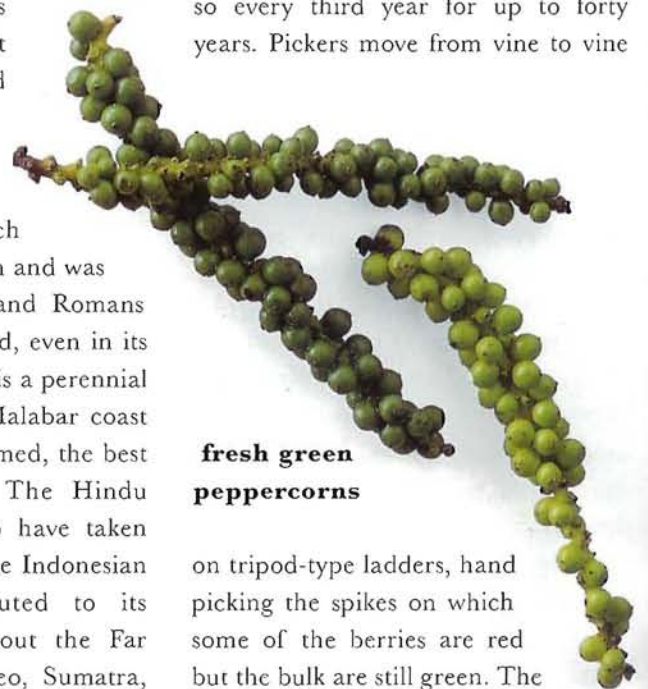 s
t
d
ch
and was
and Romans
d, even in its
is a perennial
Malabar coast
med, the best
The Hindu
have taken
e Indonesian
uted to its
out the Far
eo, Sumatra,
so every third year for up to forty
years. Pickers move from vine to vine
fresh green
peppercorns
on tripod-type ladders, hand
picking the spikes on which
some of the berries are red
but the bulk are still green. The